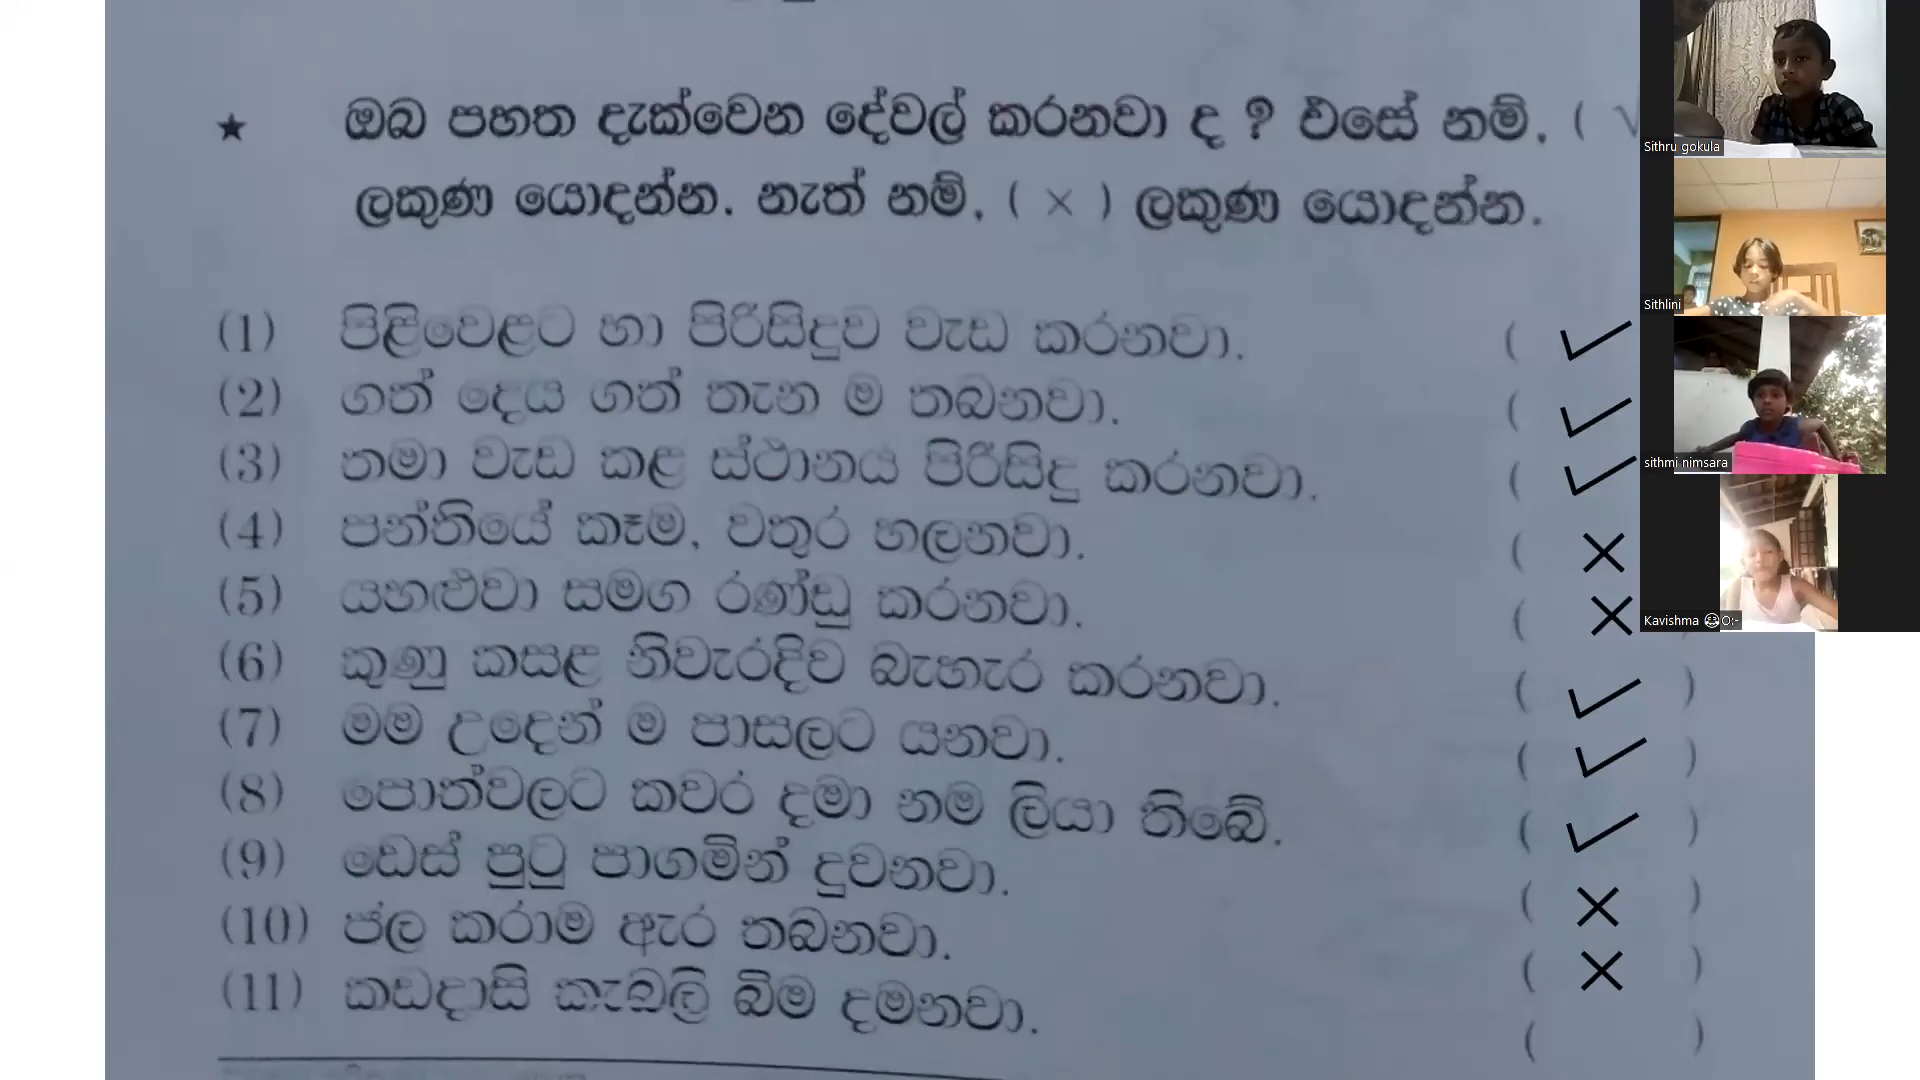 ★ ඔබ පහත දැක්වෙන දේවල් කරනවා ද ? එසේ නම්, ( √
ලකුණ යොදන්න. නැත් නම්, ( × ) ලකුණ යොදන්න.
(1) පිළිවෙළට හා පිරිසිදුව වැඩ කරනවා. ( ✓
(2) ගත් දෙය ගත් තැන ම තබනවා. ( ✓
(3) තමා වැඩ කළ ස්ථානය පිරිසිදු කරනවා. ( ✓
(4) පන්තියේ කෑම, වතුර හලනවා. ( ×
(5) යහළුවා සමග රණ්ඩු කරනවා. ( ×
(6) කුණු කසළ නිවැරදිව බැහැර කරනවා. ( ✓ )
(7) මම උදෙන් ම පාසලට යනවා. ( ✓ )
(8) පොත්වලට කවර දමා නම ලියා තිබේ. ( ✓ )
(9) ඩෙස් පුටු පාගමින් දුවනවා. ( × )
(10) ජල කරාම ඇර තබනවා. ( × )
(11) කඩදාසි කැබලි බිම දමනවා. ( )
Sithru gokula
Sithlini
sithmi nimsara
Kavishma